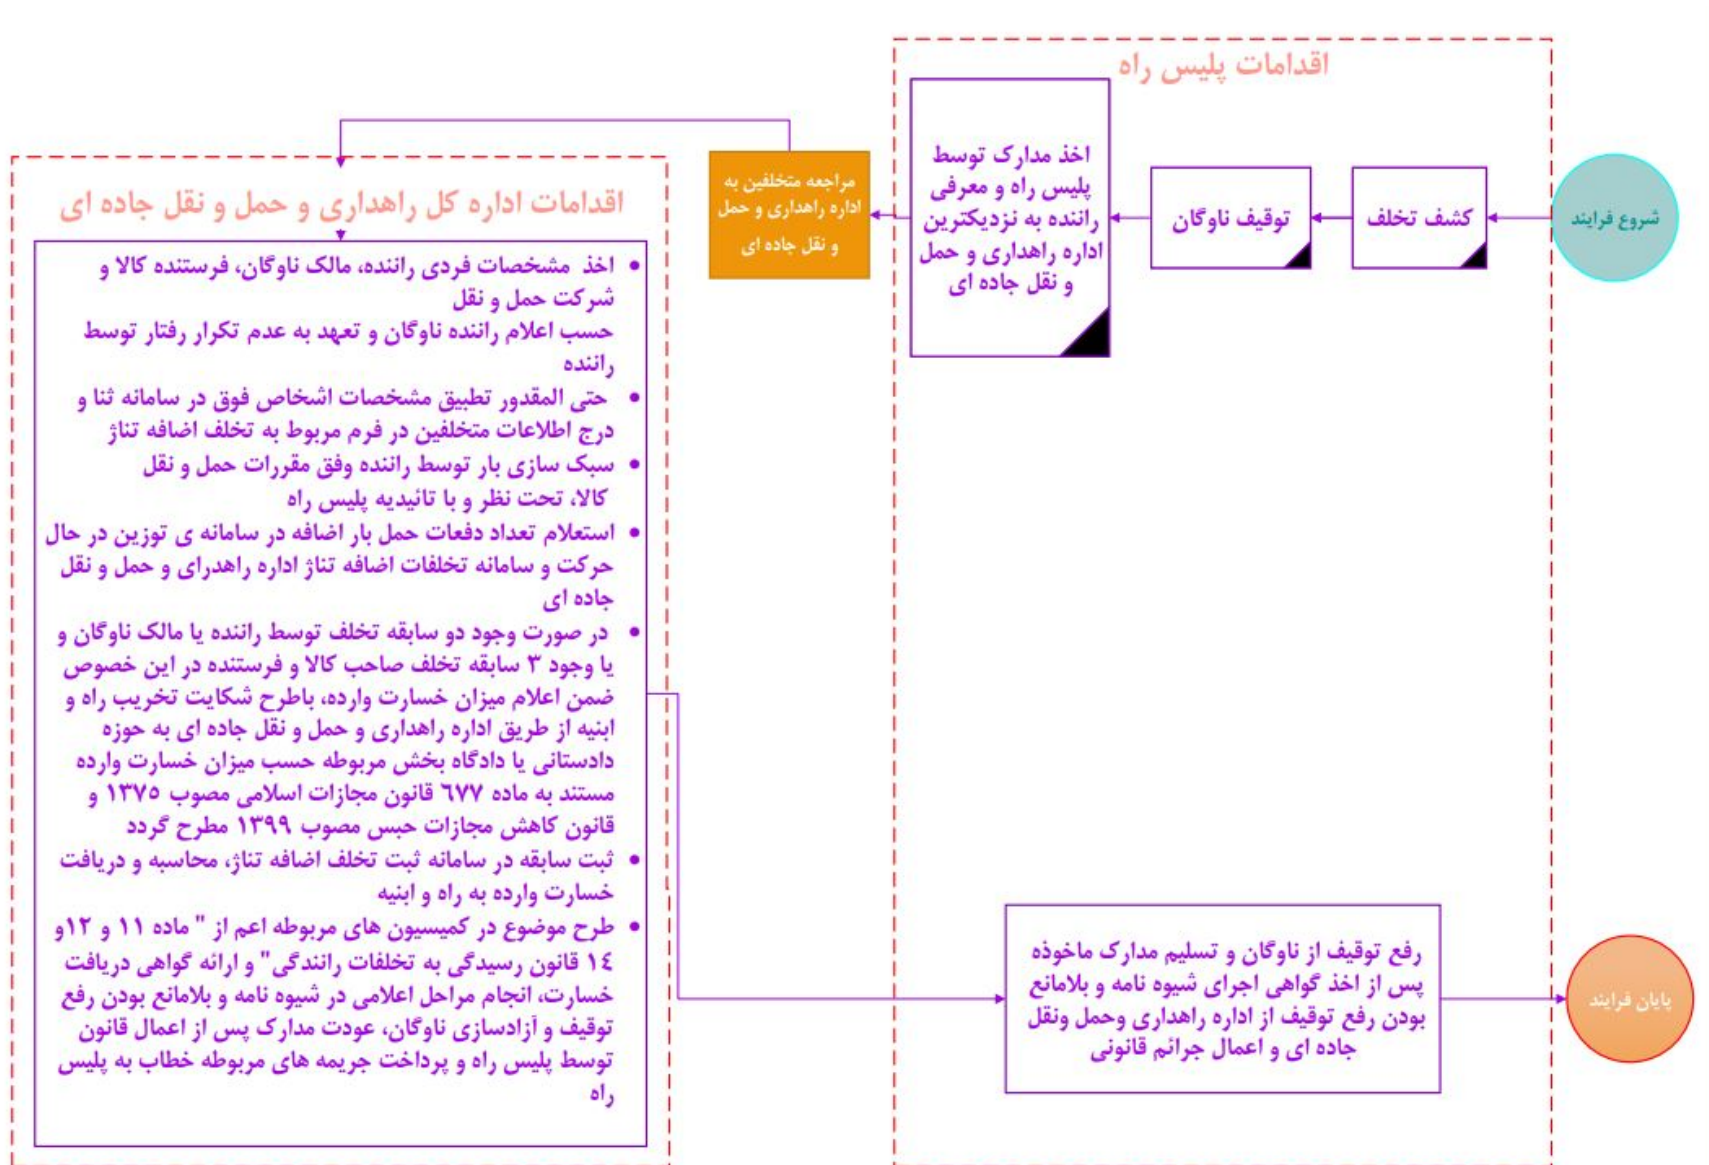 اقدامات پلیس راه
شروع فرایند
کشف تخلف
توقیف ناوگان
اخذ مدارک توسط
پلیس راه و معرفی
راننده به نزدیکترین
اداره راهداری و حمل
و نقل جاده ای
مراجعه متخلفین به
اداره راهداری و حمل
و نقل جاده ای
اقدامات اداره کل راهداری و حمل و نقل جاده ای
• اخذ مشخصات فردی راننده، مالک ناوگان، فرستنده کالا و
شرکت حمل و نقل
حسب اعلام راننده ناوگان و تعهد به عدم تکرار رفتار توسط
راننده
• حتی المقدور تطبیق مشخصات اشخاص فوق در سامانه ثنا و
درج اطلاعات متخلفین در فرم مربوط به تخلف اضافه تناژ
• سبک سازی بار توسط راننده وفق مقررات حمل و نقل
کالا، تحت نظر و با تائیدیه پلیس راه
• استعلام تعداد دفعات حمل بار اضافه در سامانه ی توزین در حال
حرکت و سامانه تخلفات اضافه تناژ اداره راهدرای و حمل و نقل
جاده ای
• در صورت وجود دو سابقه تخلف توسط راننده یا مالک ناوگان و
یا وجود ۳ سابقه تخلف صاحب کالا و فرستنده در این خصوص
ضمن اعلام میزان خسارت وارده، باطرح شکایت تخریب راه و
ابنیه از طریق اداره راهداری و حمل و نقل جاده ای به حوزه
دادستانی یا دادگاه بخش مربوطه حسب میزان خسارت وارده
مستند به ماده ٦٧٧ قانون مجازات اسلامی مصوب ١٣٧٥ و
قانون کاهش مجازات حبس مصوب ۱۳۹۹ مطرح گردد
• ثبت سابقه در سامانه ثبت تخلف اضافه تناژ، محاسبه و دریافت
خسارت وارده به راه و ابنیه
• طرح موضوع در کمیسیون های مربوطه اعم از " ماده ۱۱ و ۱۲و
١٤ قانون رسیدگی به تخلفات رانندگی" و ارائه گواهی دریافت
خسارت، انجام مراحل اعلامی در شیوه نامه و بلامانع بودن رفع
توقیف و آزادسازی ناوگان، عودت مدارک پس از اعمال قانون
توسط پلیس راه و پرداخت جریمه های مربوطه خطاب به پلیس
راه
رفع توقیف از ناوگان و تسلیم مدارک ماخوذه
پس از اخذ گواهی اجرای شیوه نامه و بلامانع
بودن رفع توقیف از اداره راهداری وحمل ونقل
جاده ای و اعمال جرائم قانونی
پایان فرایند